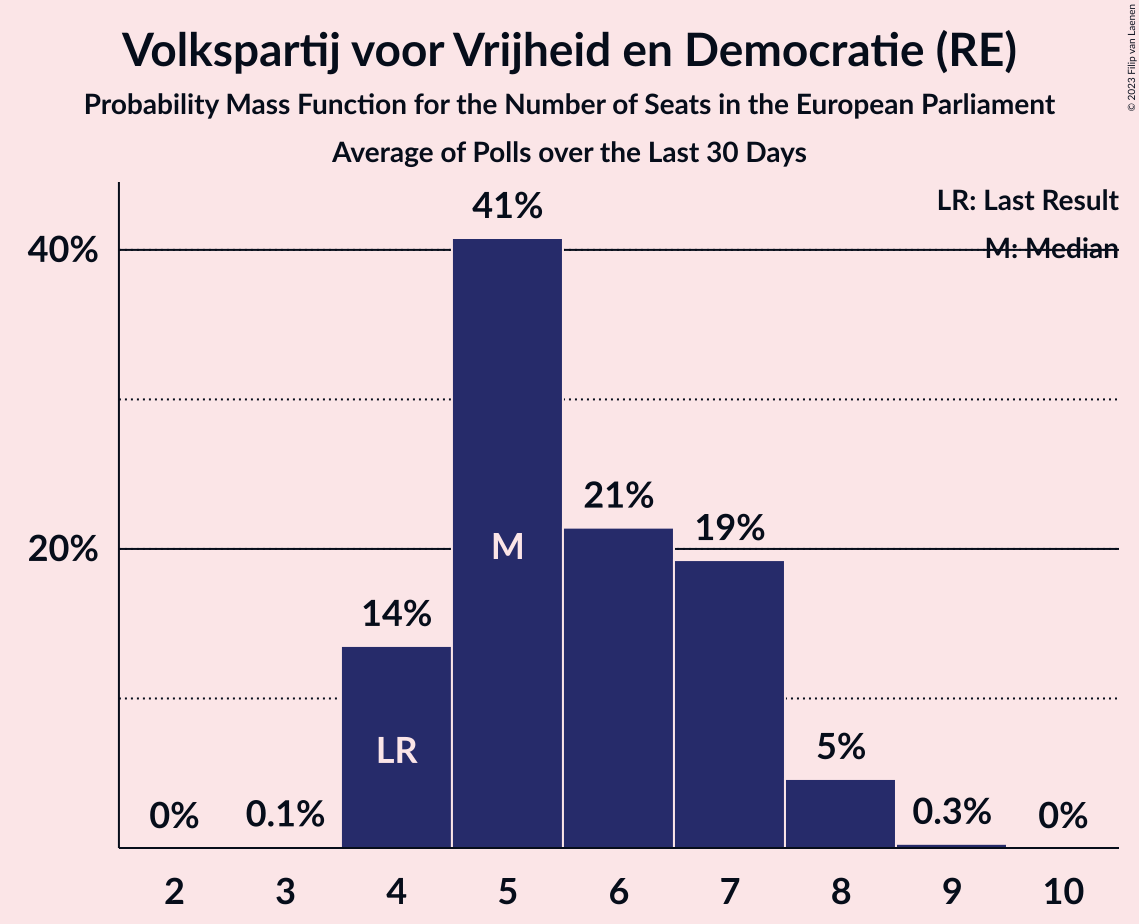 Volkspartij voor Vrijheid en Democratie (RE)
Probability Mass Function for the Number of Seats in the European Parliament
Average of Polls over the Last 30 Days
© 2023 Filip van Laenen
LR: Last Result
M: Median
40%
20%
0%
0.1%
14%
41%
21%
19%
5%
0.3%
0%
LR
M
2 3 4 5 6 7 8 9 10